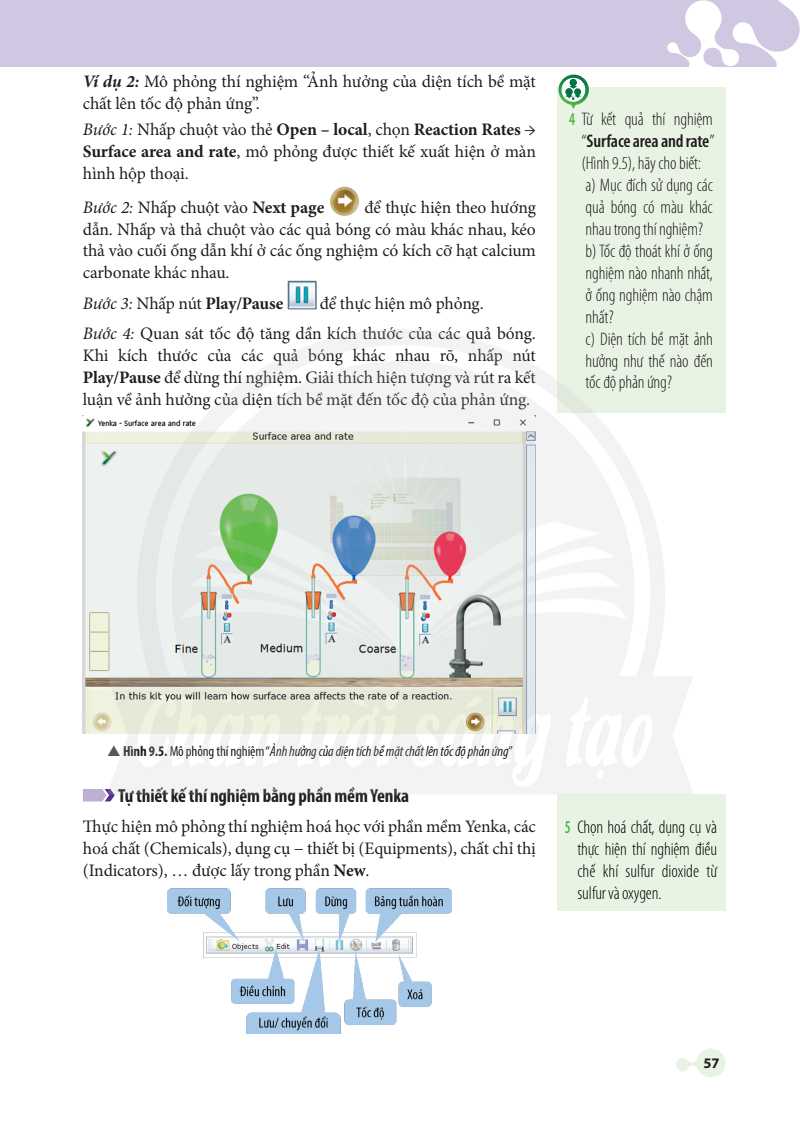 Ví dụ 2: Mô phỏng thí nghiệm “Ảnh hưởng của diện tích bề mặt
chất lên tốc độ phản ứng”.
Bước 1: Nhấp chuột vào thẻ Open – local, chọn Reaction Rates →
Surface area and rate, mô phỏng được thiết kế xuất hiện ở màn
hình hộp thoại.
Bước 2: Nhấp chuột vào Next page để thực hiện theo hướng
dẫn. Nhấp và thả chuột vào các quả bóng có màu khác nhau, kéo
thả vào cuối ống dẫn khí ở các ống nghiệm có kích cỡ hạt calcium
carbonate khác nhau.
Bước 3: Nhấp nút Play/Pause để thực hiện mô phỏng.
Bước 4: Quan sát tốc độ tăng dần kích thước của các quả bóng.
Khi kích thước của các quả bóng khác nhau rõ, nhấp nút
Play/Pause để dừng thí nghiệm. Giải thích hiện tượng và rút ra kết
luận về ảnh hưởng của diện tích bề mặt đến tốc độ của phản ứng.
4 Từ kết quả thí nghiệm
“Surface area and rate”
(Hình 9.5), hãy cho biết:
a) Mục đích sử dụng các
quả bóng có màu khác
nhau trong thí nghiệm?
b) Tốc độ thoát khí ở ống
nghiệm nào nhanh nhất,
ở ống nghiệm nào chậm
nhất?
c) Diện tích bề mặt ảnh
hưởng như thế nào đến
tốc độ phản ứng?
Yenka - Surface area and rate
Surface area and rate
A
A
A
Fine
Medium
Coarse
In this kit you will learn how surface area affects the rate of a reaction.
Chân trời sáng tạo
▲ Hình 9.5. Mô phỏng thí nghiệm “Ảnh hưởng của diện tích bề mặt chất lên tốc độ phản ứng”
Tự thiết kế thí nghiệm bằng phần mềm Yenka
Thực hiện mô phỏng thí nghiệm hoá học với phần mềm Yenka, các
hoá chất (Chemicals), dụng cụ – thiết bị (Equipments), chất chỉ thị
(Indicators), … được lấy trong phần New.
5 Chọn hoá chất, dụng cụ và
thực hiện thí nghiệm điều
chế khí sulfur dioxide từ
sulfur và oxygen.
Đối tượng
Lưu
Dừng
Bảng tuần hoàn
Objects
Edit
Điều chỉnh
Lưu/ chuyển đổi
Tốc độ
Xoá
57